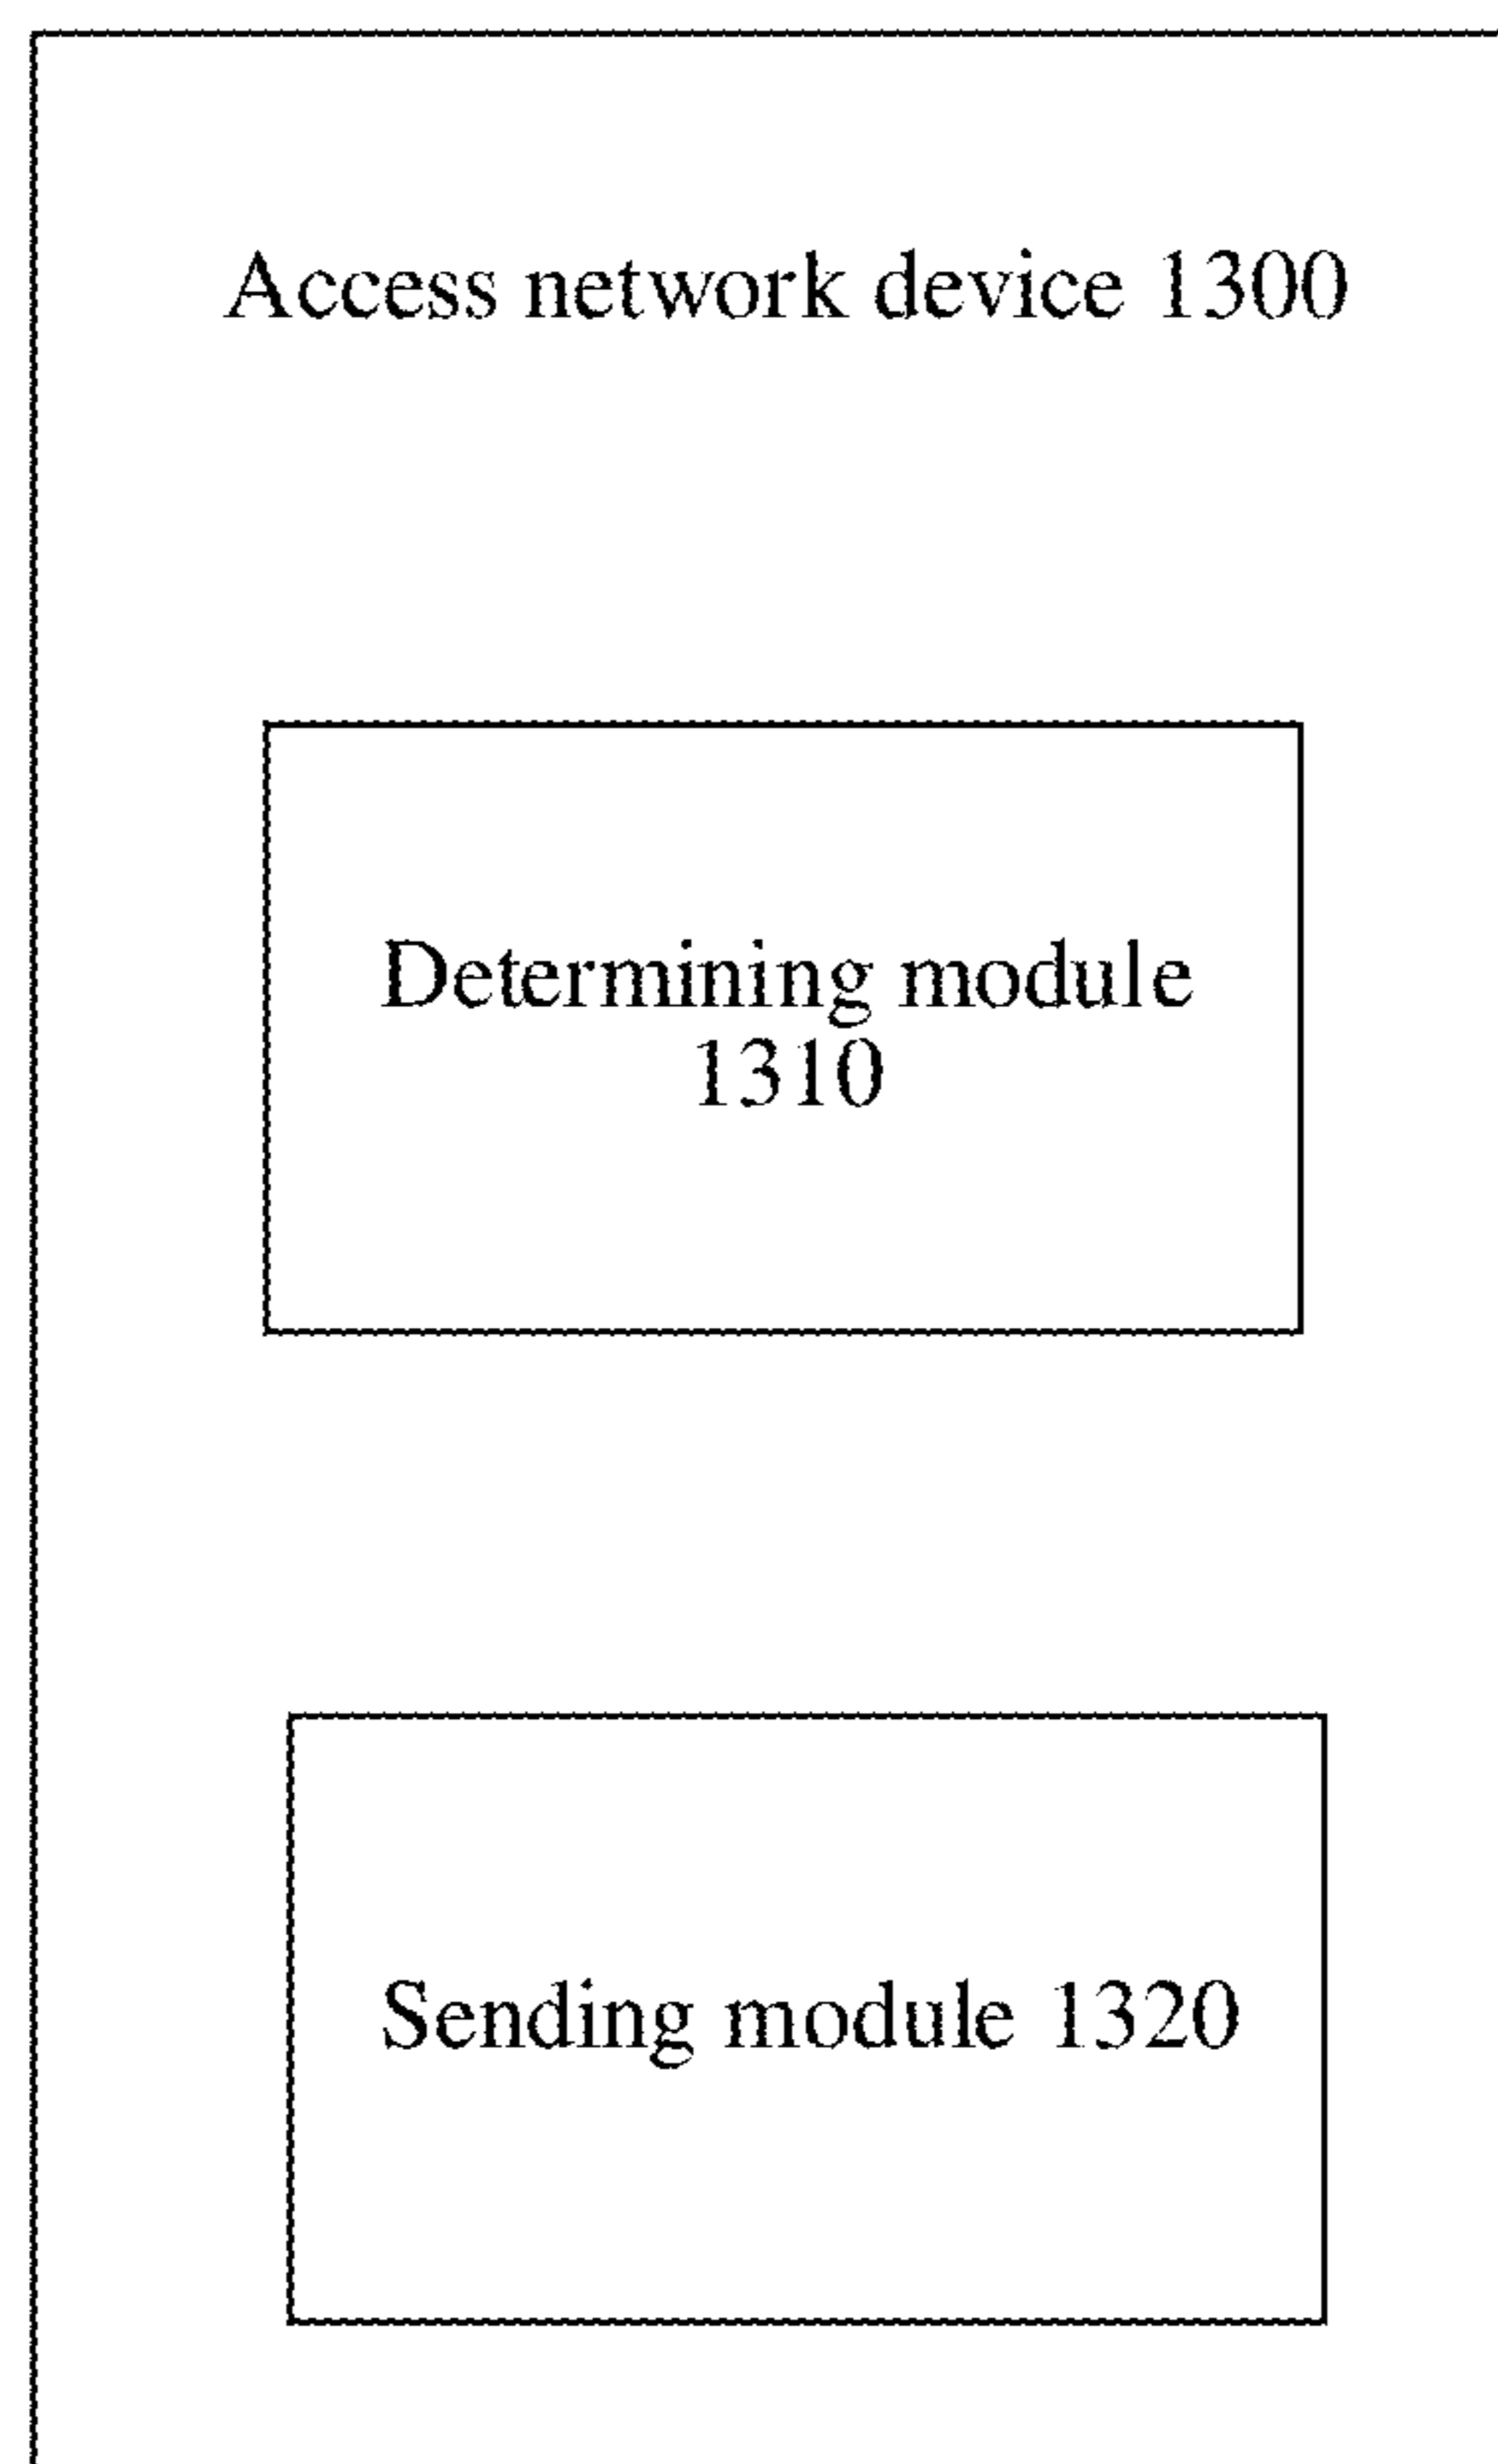 Access network device 1300
Determining module
1310
Sending module 1320